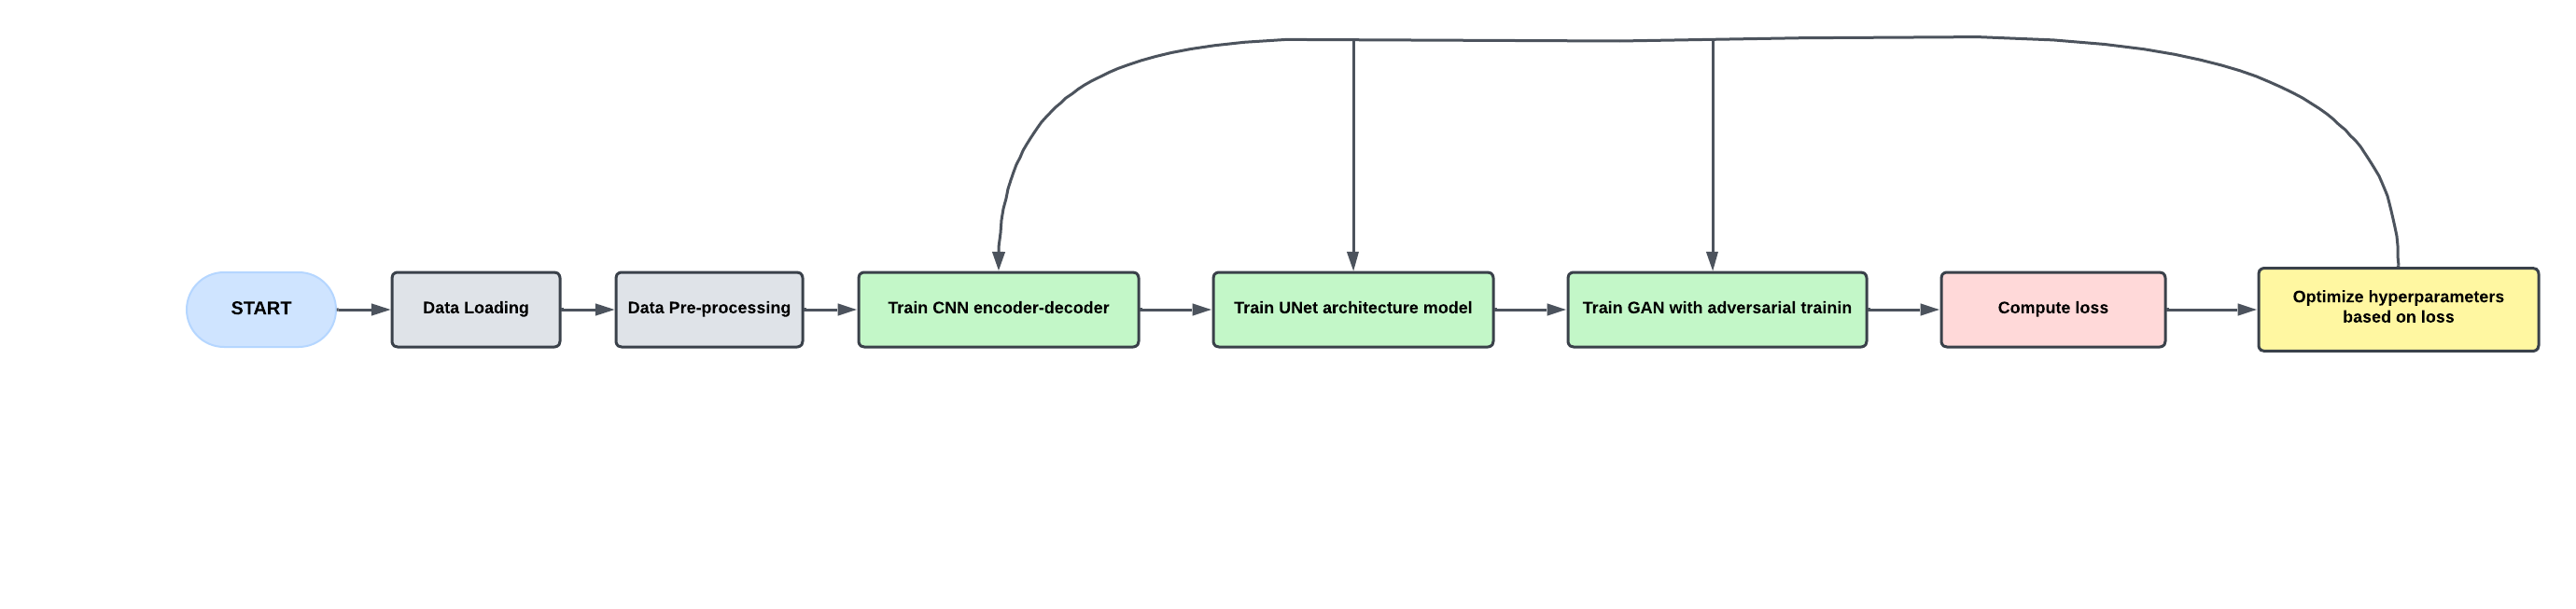 START
Data Loading
Data Pre-processing
Train CNN encoder-decoder
Train UNet architecture model
Train GAN with adversarial trainin
Compute loss
Optimize hyperparameters
based on loss